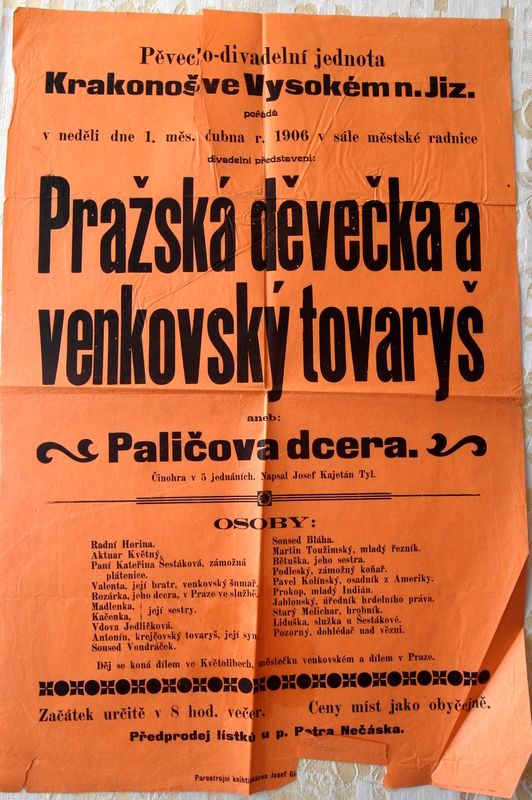 Pěvecko-divadelní jednota
Krakonoš ve Vysokém n. Jiz.
pořádá
v neděli dne 1. měs. dubna r. 1906 v sále městské radnice
divadelní představení:
Pražská děvečka a
venkovský tovaryš
aneb:
Paličova dcera.
Činohra v 5 jednáních. Napsal Josef Kajetán Tyl.
OSOBY:
Radní Horina.
Aktuar Květný.
Paní Kateřina Šestáková, zámožná
plátenice.
Valenta, její bratr, venkovský šumař.
Rozárka, jeho dcera, v Praze ve službě.
Madlenka,
Kačenka,
její sestry.
Vdova Jedličková.
Antonín, krejčovský tovaryš, její syn.
Soused Vondráček.
Soused Bláha.
Martin Toužimský, mladý řezník.
Bětuška, jeho sestra.
Podleský, zámožný koňař.
Pavel Kolínský, osadník z Ameriky.
Prokop, mladý Indián.
Jablonský, úředník hrdelního práva.
Starý Melichar, hrobník.
Liduška, služka u Šestákové.
Pozorný, dohlédač nad vězni.
Děj se koná dílem ve Květolibech, městečku venkovském a dílem v Praze.
Začátek určitě v 8 hod. večer. Ceny míst jako obyčejně.
Předprodej lístků u p. Petra Nečáska.
Parostrojní knihtiskárna Josef